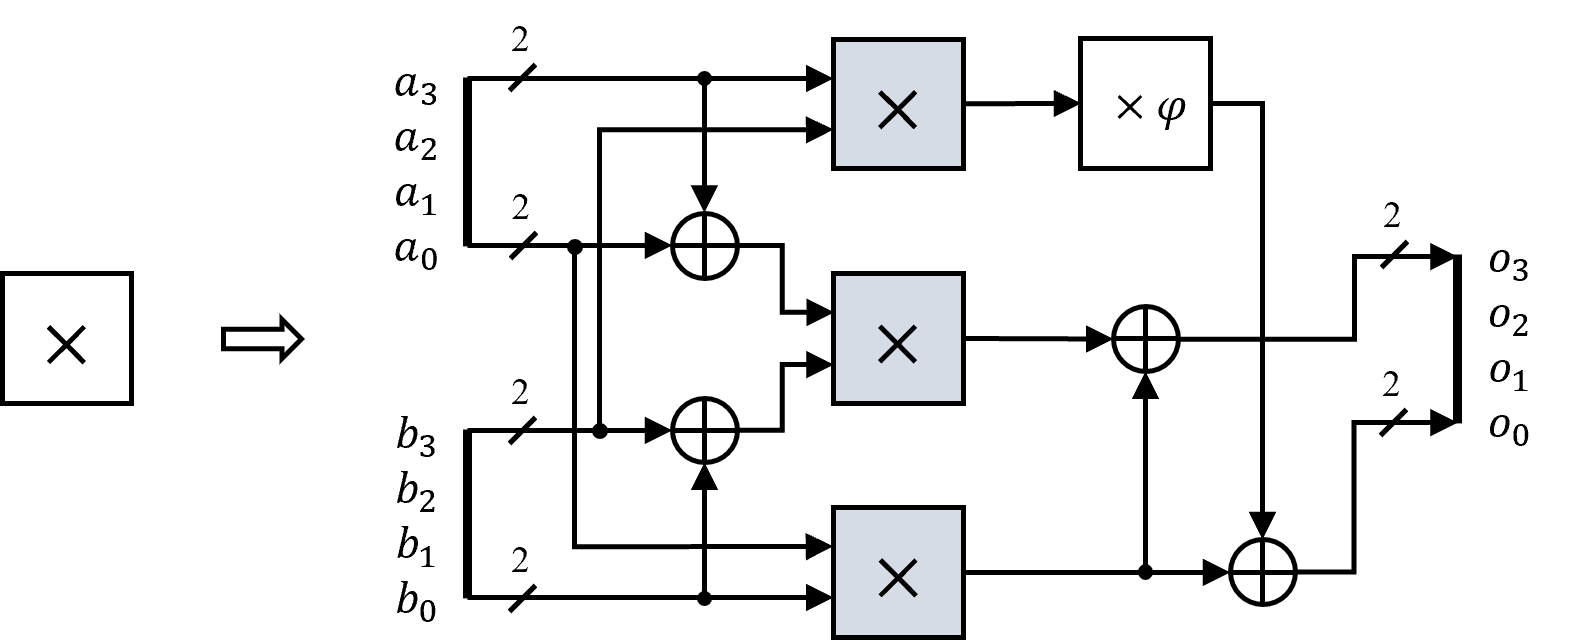 2
a₃
a₂
× × φ
a₁
2
a₀
2
o₃
o₂
× ×
o₁
2
2
o₀
b₃
b₂
b₁
2
×
b₀